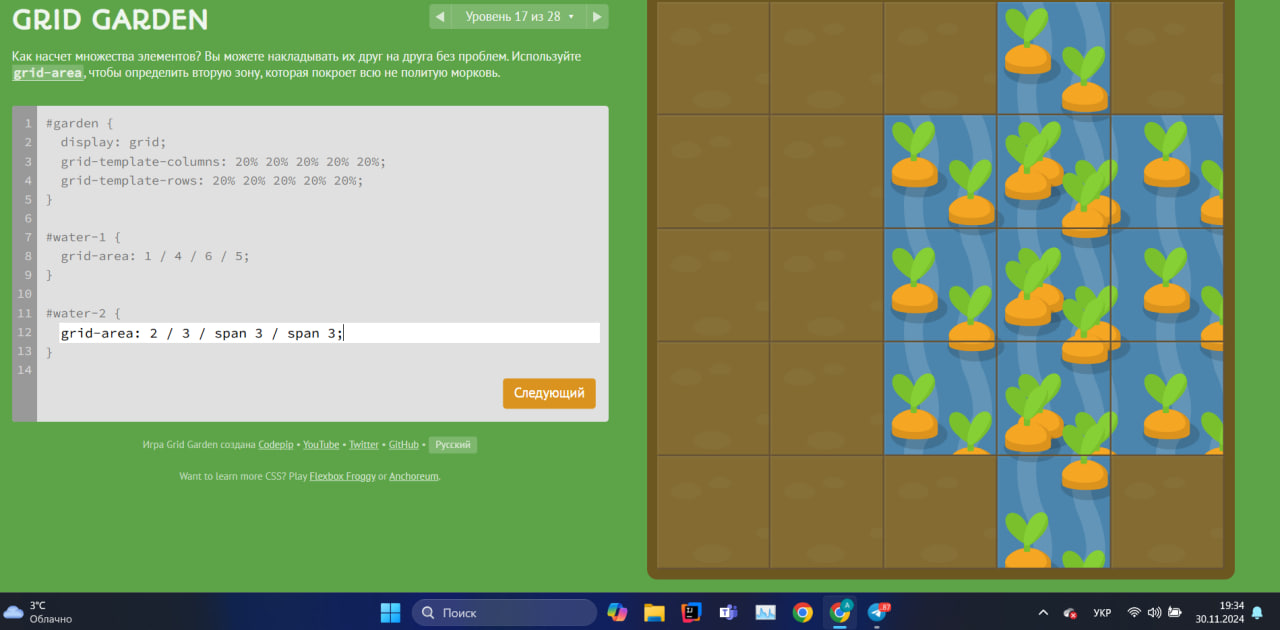 GRID GARDEN
Уровень 17 из 28
Как насчет множества элементов? Вы можете накладывать их друг на друга без проблем. Используйте
grid-area, чтобы определить вторую зону, которая покроет всю не политую морковь.
1 #garden {
2 display: grid;
3 grid-template-columns: 20% 20% 20% 20% 20%;
4 grid-template-rows: 20% 20% 20% 20% 20%;
5 }
6
7 #water-1 {
8 grid-area: 1 / 4 / 6 / 5;
9 }
10
11 #water-2 {
12 grid-area: 2 / 3 / span 3 / span 3;
13 }
14
Следующий
Игра Grid Garden создана Codepip • YouTube • Twitter • GitHub • Русский
Want to learn more CSS? Play Flexbox Froggy or Anchoreum.
3°C
Облачно
Поиск
A
87
УКР
19:34
30.11.2024